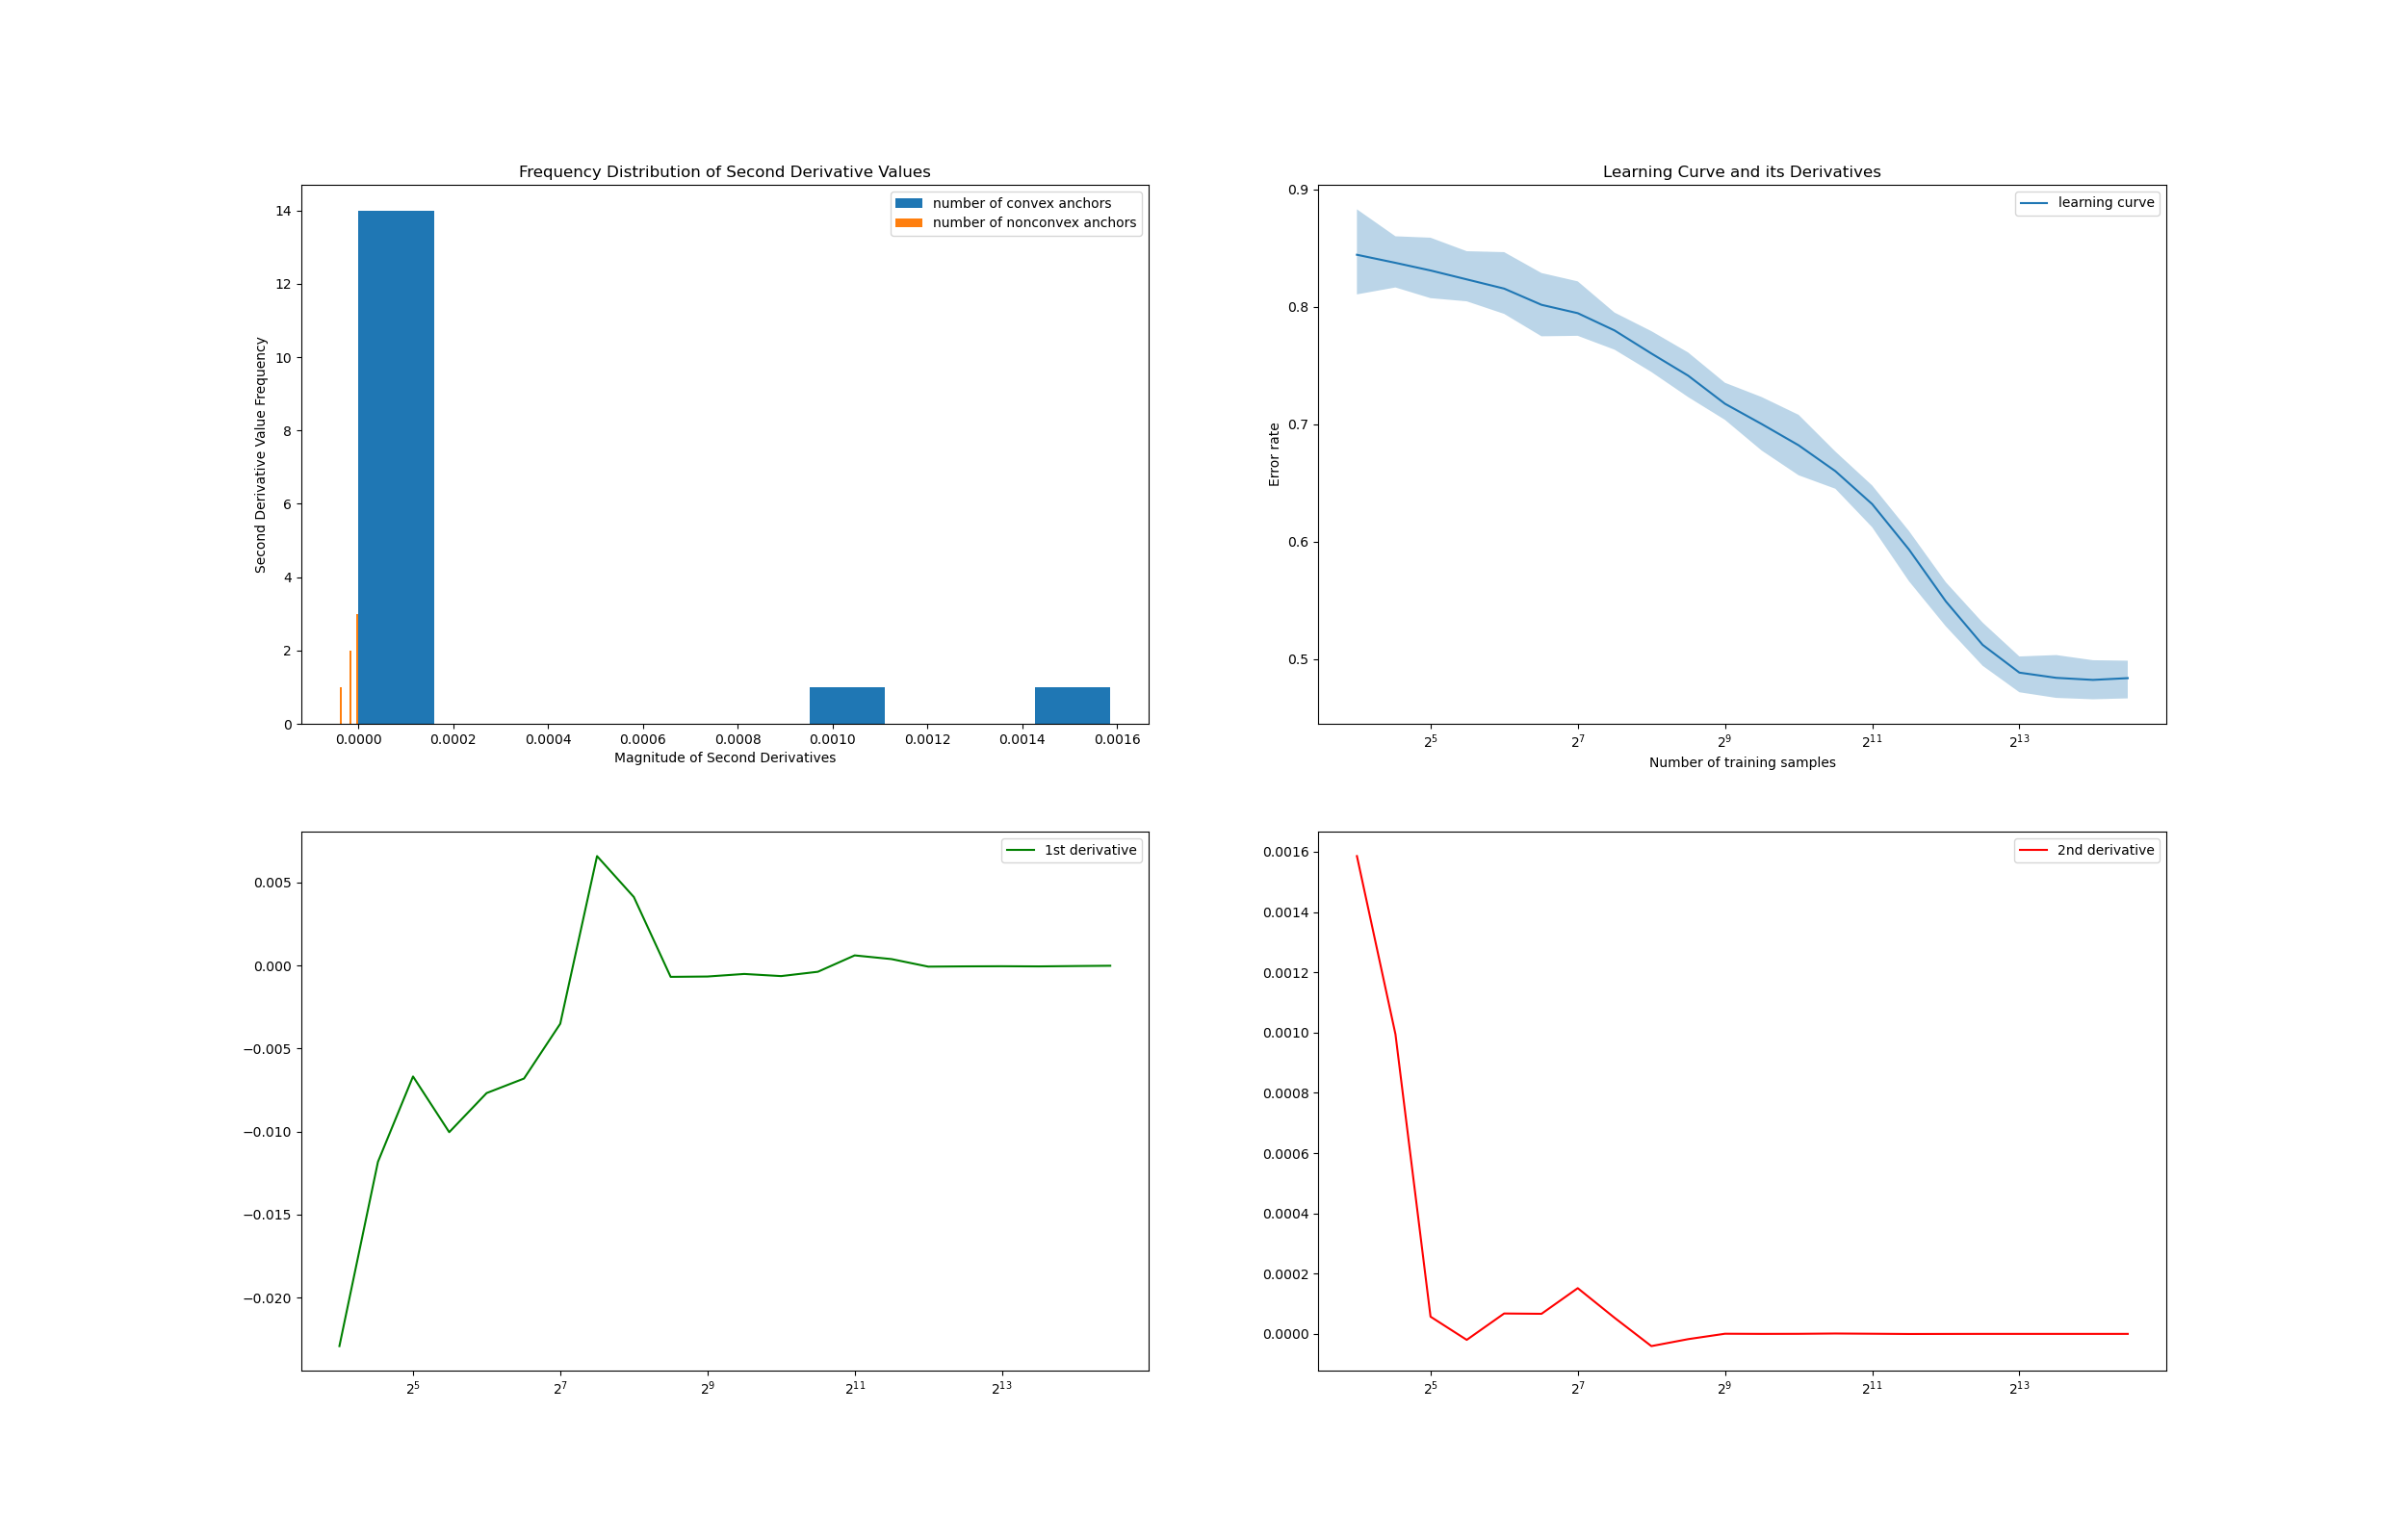 Frequency Distribution of Second Derivative Values
number of convex anchors
number of nonconvex anchors
Second Derivative Value Frequency
14
12
10
8
6
4
2
0
0.0000 0.0002 0.0004 0.0006 0.0008 0.0010 0.0012 0.0014 0.0016
Magnitude of Second Derivatives
Learning Curve and its Derivatives
learning curve
Error rate
0.9
0.8
0.7
0.6
0.5
2^5 2^7 2^9 2^11 2^13
Number of training samples
1st derivative
0.005
0.000
−0.005
−0.010
−0.015
−0.020
2^5 2^7 2^9 2^11 2^13
2nd derivative
0.0016
0.0014
0.0012
0.0010
0.0008
0.0006
0.0004
0.0002
0.0000
2^5 2^7 2^9 2^11 2^13